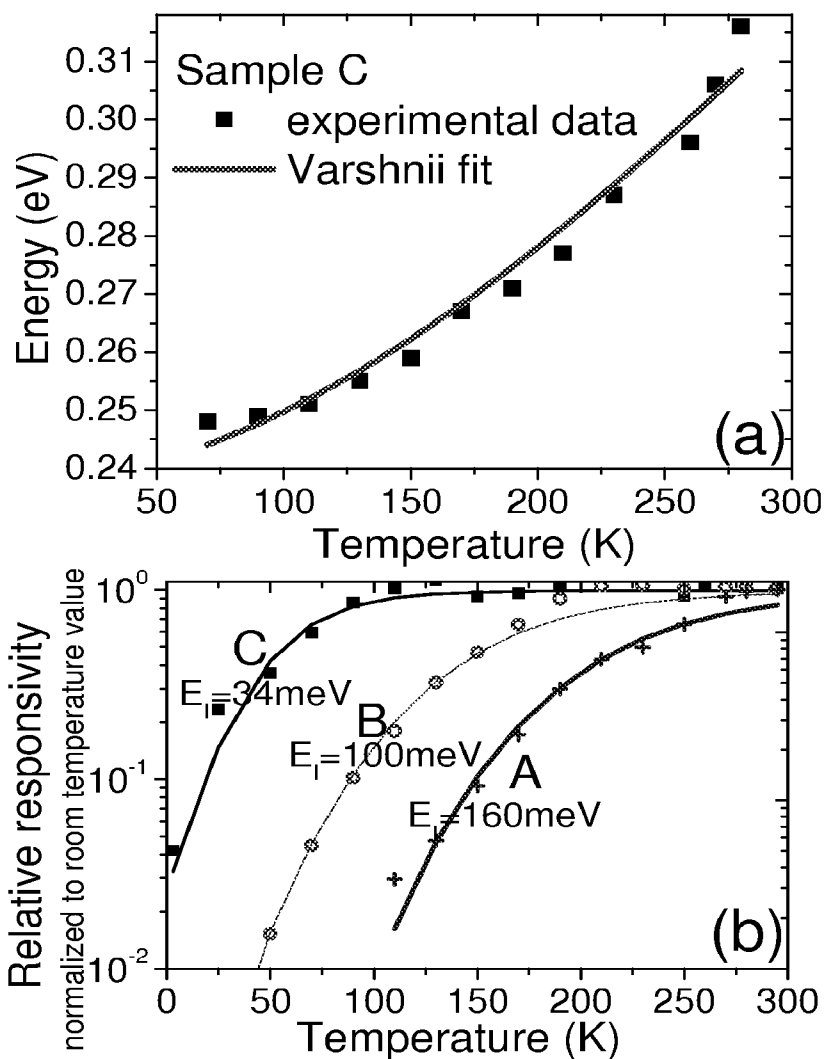 0.31
0.30
0.29
0.28
0.27
0.26
0.25
0.24
Energy (eV)
Sample C
experimental data
Varshnii fit
(a)
50 100 150 200 250 300
Temperature (K)
10⁰
10⁻¹
10⁻²
Relative responsivity
normalized to room temperature value
C
E_I=34meV
B
E_I=100meV
A
E_I=160meV
(b)
0 50 100 150 200 250 300
Temperature (K)